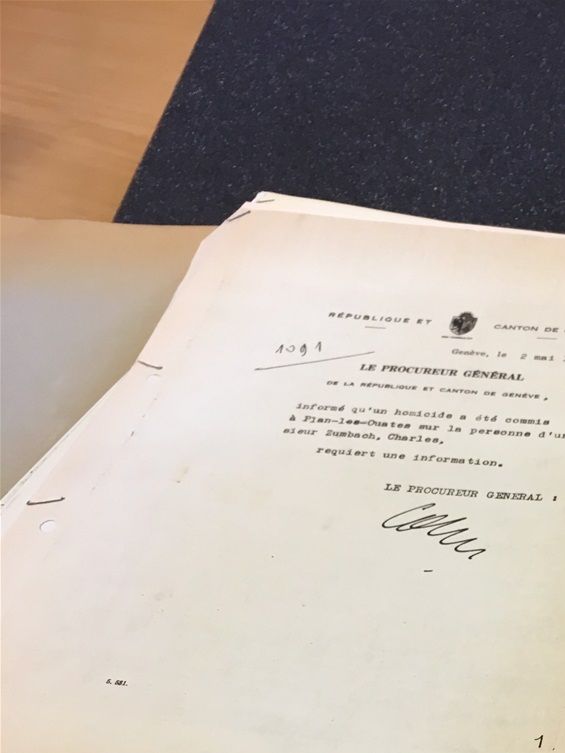 RÉPUBLIQUE ET CANTON DE
Genève, le 2 mai
1091
LE PROCUREUR GÉNÉRAL
DE LA RÉPUBLIQUE ET CANTON DE GENÈVE,
informé qu'un homicide a été commis
à Plan-les-Ouates sur la personne d'un
sieur Zumbach, Charles,
requiert une information.
LE PROCUREUR GENERAL :
S. 551.
1